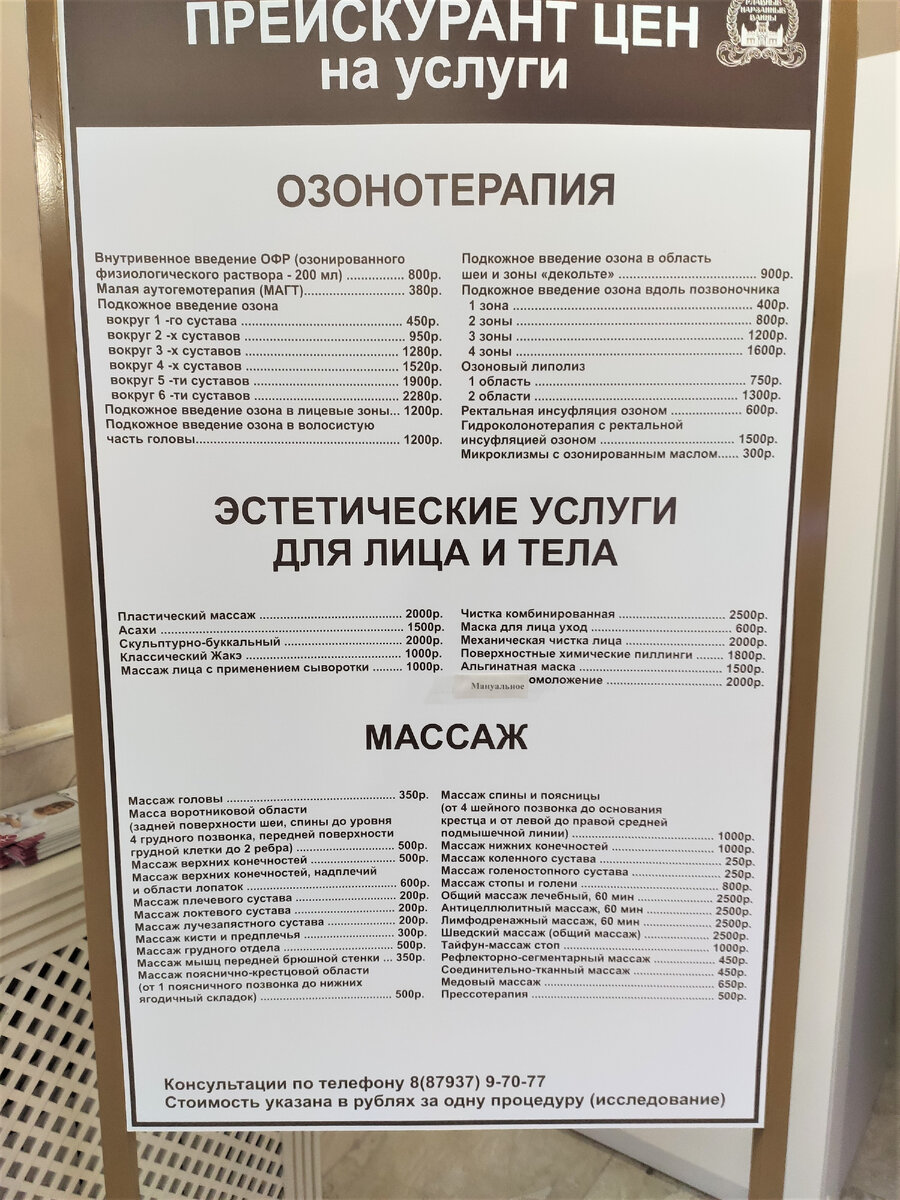 ПРЕЙСКУРАНТ ЦЕН
на услуги
ГЛАВНЫЕ
НАРЗАННЫЕ
ВАННЫ
ОЗОНОТЕРАПИЯ
Внутривенное введение ОФР (озонированного
физиологического раствора - 200 мл) ............ 800р.
Малая аутогемотерапия (МАГТ)..................... 380р.
Подкожное введение озона
вокруг 1 -го сустава ........................... 450р.
вокруг 2 -х суставов ........................... 950р.
вокруг 3 -х суставов ........................... 1280р.
вокруг 4 -х суставов ........................... 1520р.
вокруг 5 -ти суставов .......................... 1900р.
вокруг 6 -ти суставов .......................... 2280р.
Подкожное введение озона в лицевые зоны... 1200р.
Подкожное введение озона в волосистую
часть головы.................................... 1200р.
Подкожное введение озона в область
шеи и зоны «декольте» .......................... 900р.
Подкожное введение озона вдоль позвоночника
1 зона ......................................... 400р.
2 зоны ......................................... 800р.
3 зоны ......................................... 1200р.
4 зоны ......................................... 1600р.
Озоновый липолиз
1 область ...................................... 750р.
2 области ...................................... 1300р.
Ректальная инсуфляция озоном ................... 600р.
Гидроколонотерапия с ректальной
инсуфляцией озоном ............................. 1500р.
Микроклизмы с озонированным маслом...... 300р.
ЭСТЕТИЧЕСКИЕ УСЛУГИ
ДЛЯ ЛИЦА И ТЕЛА
Пластический массаж ............................ 2000р.
Асахи .......................................... 1500р.
Скульптурно-буккальный ......................... 2000р.
Классический Жакэ .............................. 1000р.
Массаж лица с применением сыворотки ........ 1000р.
Чистка комбинированная ......................... 2500р.
Маска для лица уход ............................ 600р.
Механическая чистка лица ....................... 2000р.
Поверхностные химические пиллинги ....... 1800р.
Альгинатная маска .............................. 1500р.
Мануальное омоложение .......................... 2000р.
МАССАЖ
Массаж головы .................................. 350р.
Масса воротниковой области
(задней поверхности шеи, спины до уровня
4 грудного позвонка, передней поверхности
грудной клетки до 2 ребра) ..................... 500р.
Массаж верхних конечностей ..................... 500р.
Массаж верхних конечностей, надплечий
и области лопаток .............................. 600р.
Массаж плечевого сустава ....................... 200р.
Массаж локтевого сустава ....................... 200р.
Массаж лучезапястного сустава .................. 200р.
Массаж кисти и предплечья ...................... 300р.
Массаж грудного отдела ......................... 500р.
Массаж мышц передней брюшной стенки ... 350р.
Массаж пояснично-крестцовой области
(от 1 поясничного позвонка до нижних
ягодичный складок) ............................. 500р.
Массаж спины и поясницы
(от 4 шейного позвонка до основания
крестца и от левой до правой средней
подмышечной линии) ............................. 1000р.
Массаж нижних конечностей ...................... 1000р.
Массаж коленного сустава ....................... 250р.
Массаж голеностопного сустава .................. 250р.
Массаж стопы и голени .......................... 800р.
Общий массаж лечебный, 60 мин .................. 2500р.
Антицеллюлитный массаж, 60 мин ................. 2500р.
Лимфодренажный массаж, 60 мин .................. 2500р.
Шведский массаж (общий массаж) ................. 2500р.
Тайфун-массаж стоп ............................. 1000р.
Рефлекторно-сегментарный массаж ................ 450р.
Соединительно-тканный массаж ................... 450р.
Медовый массаж ................................. 650р.
Прессотерапия .................................. 500р.
Консультации по телефону 8(87937) 9-70-77
Стоимость указана в рублях за одну процедуру (исследование)